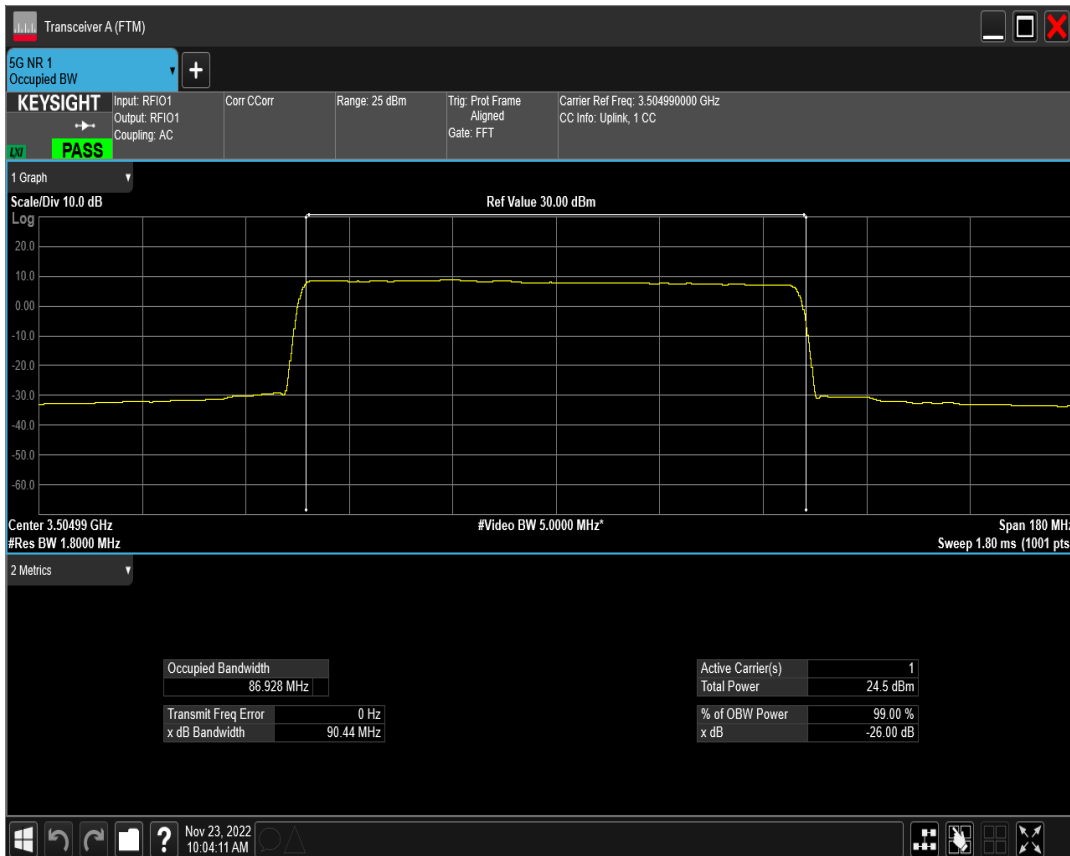 Transceiver A (FTM)
5G NR 1
Occupied BW
+
KEYSIGHT
LXI
PASS
Input: RFIO1
Output: RFIO1
Coupling: AC
Corr CCorr
Range: 25 dBm
Trig: Prot Frame
Aligned
Gate: FFT
Carrier Ref Freq: 3.504990000 GHz
CC Info: Uplink, 1 CC
1 Graph
Scale/Div 10.0 dB
Ref Value 30.00 dBm
Log
20.0
10.0
0.00
-10.0
-20.0
-30.0
-40.0
-50.0
-60.0
Center 3.50499 GHz
#Video BW 5.0000 MHz*
Span 180 MHz
#Res BW 1.8000 MHz
Sweep 1.80 ms (1001 pts
2 Metrics
Occupied Bandwidth
86.928 MHz
Transmit Freq Error 0 Hz
x dB Bandwidth 90.44 MHz
Active Carrier(s) 1
Total Power 24.5 dBm
% of OBW Power 99.00 %
x dB -26.00 dB
?
Nov 23, 2022
10:04:11 AM